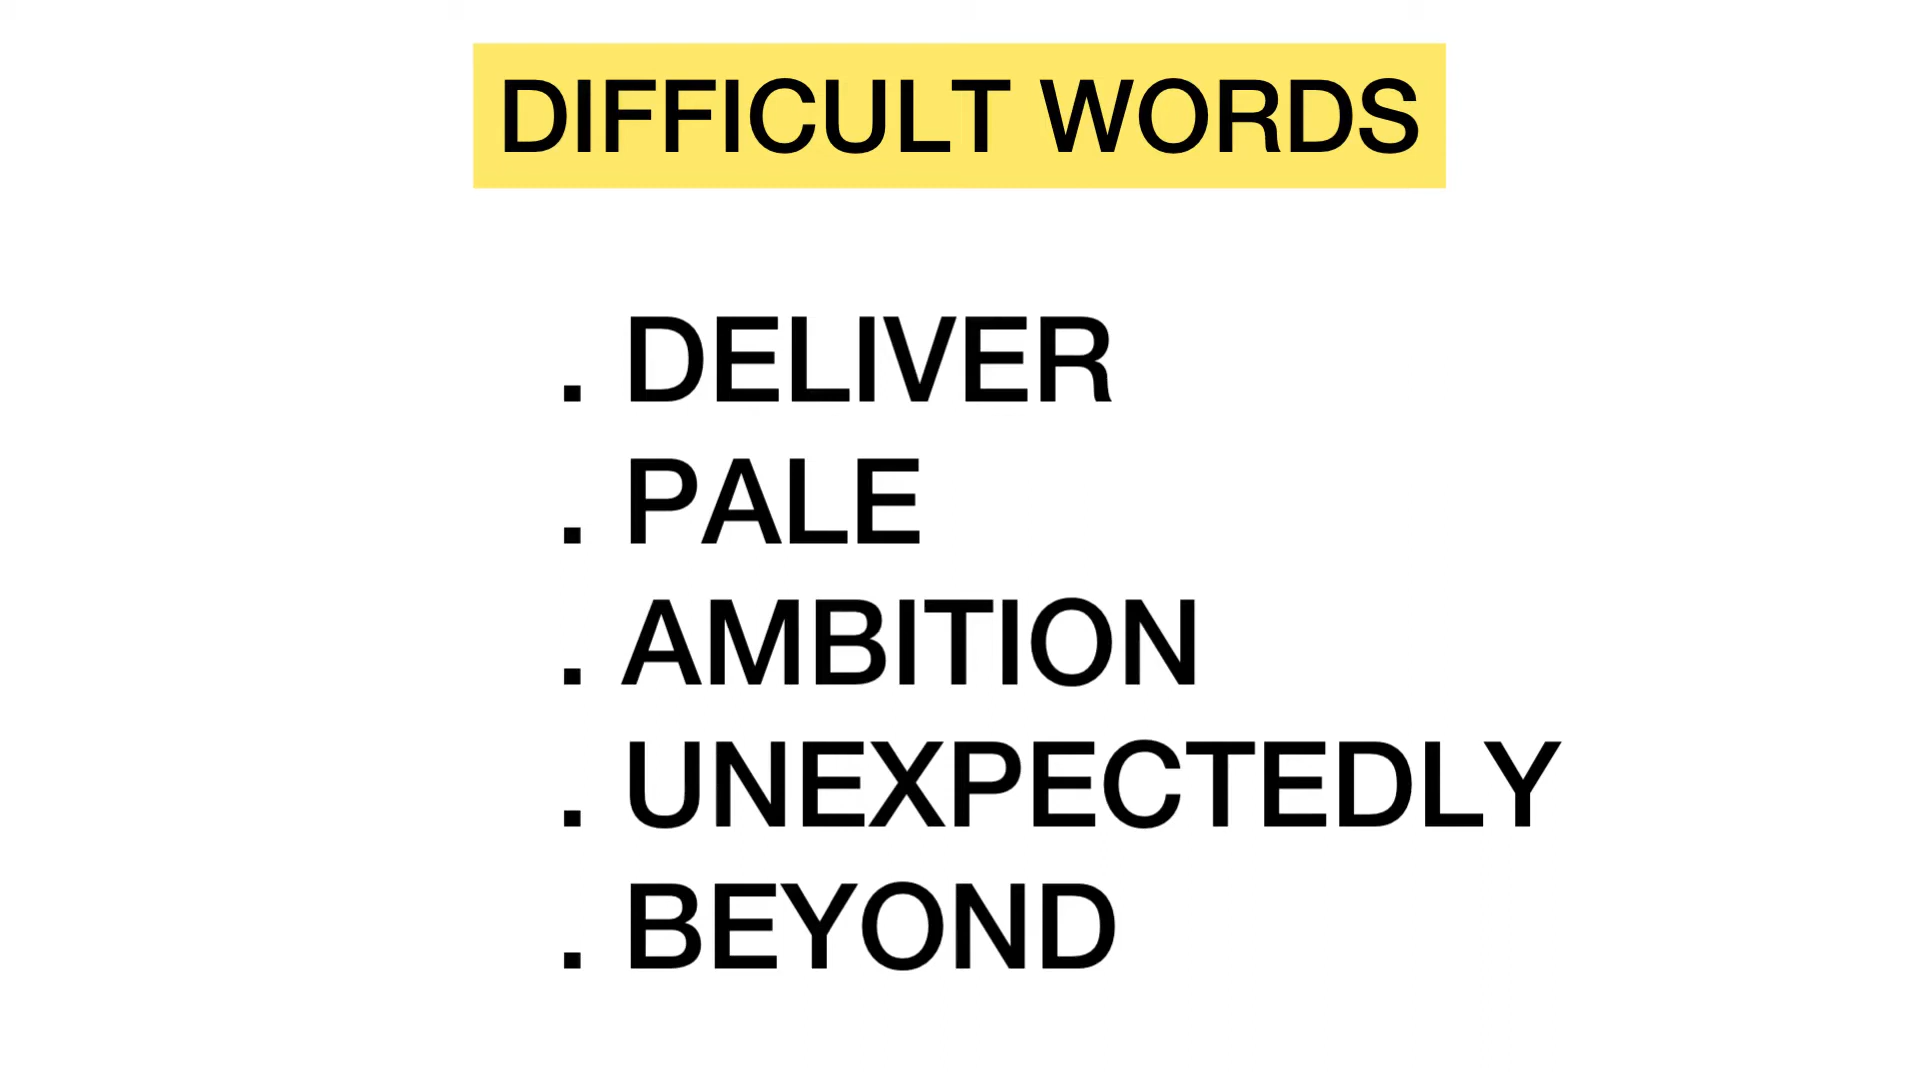 DIFFICULT WORDS
. DELIVER
. PALE
. AMBITION
. UNEXPECTEDLY
. BEYOND